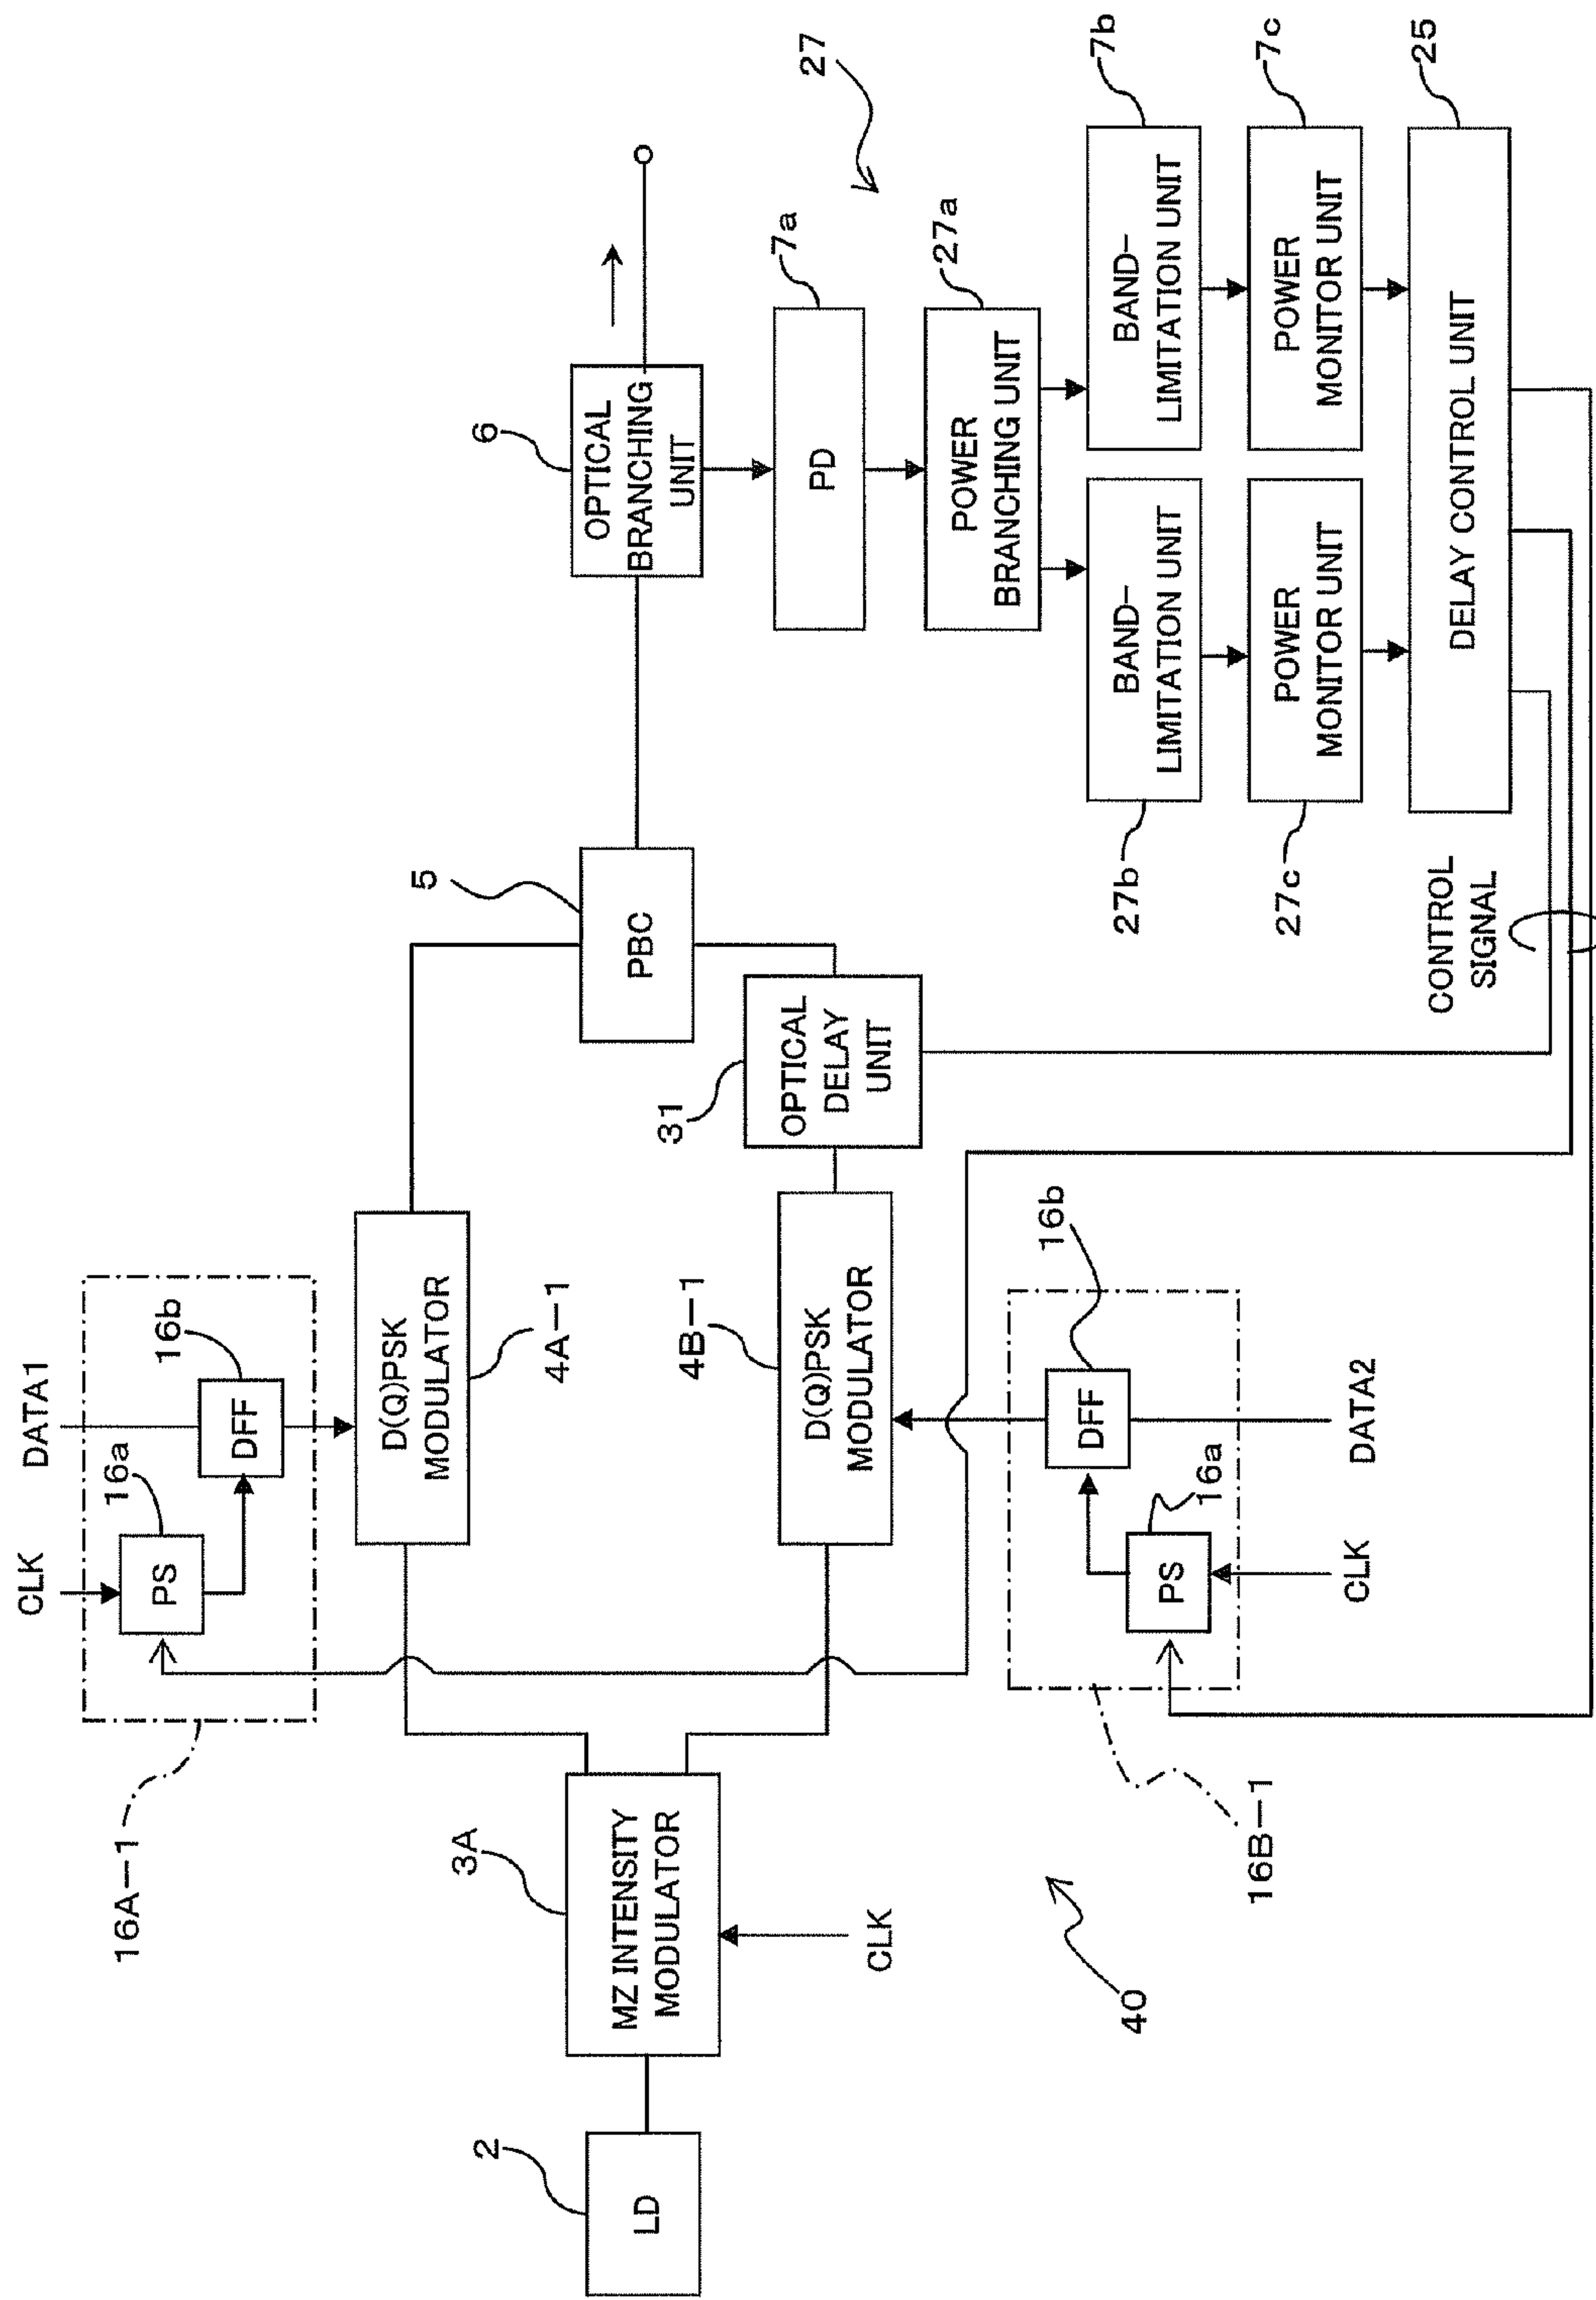 CLK
DATA1
16a
16b
PS
DFF
16A-1
D(Q)PSK
MODULATOR
4A-1
3A
MZ INTENSITY
MODULATOR
CLK
2
LD
5
PBC
6
OPTICAL
BRANCHING
UNIT
31
OPTICAL
DELAY
UNIT
4B-1
D(Q)PSK
MODULATOR
7a
PD
27
27a
POWER
BRANCHING UNIT
16b
DFF
16a
PS
CLK
DATA2
16B-1
40
27b
BAND-
LIMITATION UNIT
BAND-
LIMITATION UNIT
7b
27c
POWER
MONITOR UNIT
POWER
MONITOR UNIT
7c
DELAY CONTROL UNIT
25
CONTROL
SIGNAL